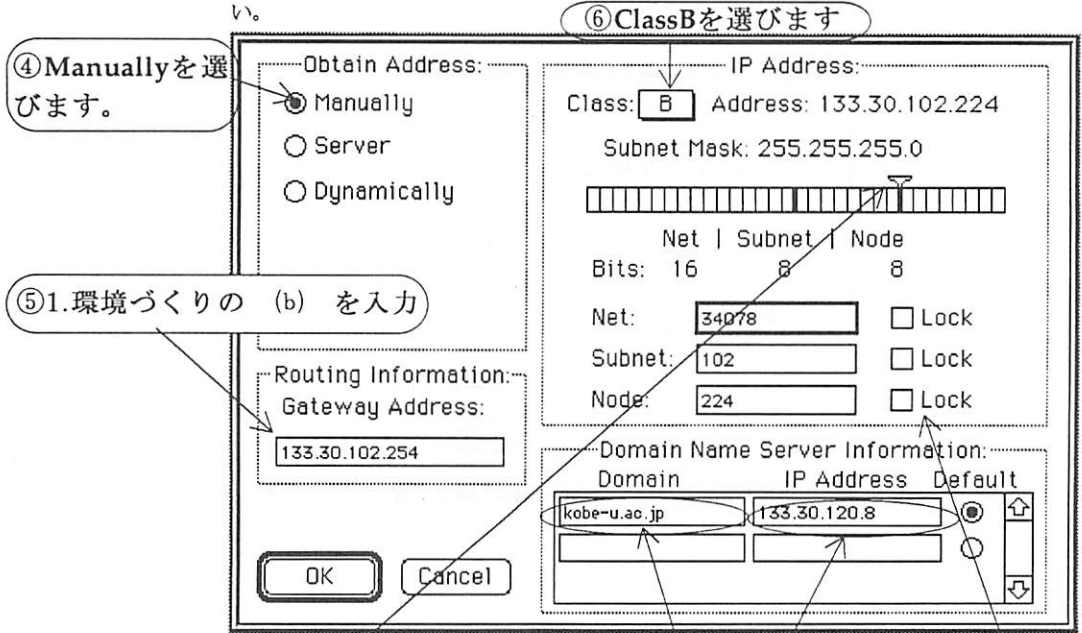 い。
⑥ClassBを選びます
④Manuallyを選
びます。
Obtain Address:
Manually
Server
Dynamically
⑤1.環境づくりの (b) を入力
Routing Information:
Gateway Address:
133.30.102.254
OK
Cancel
IP Address:
Class: B Address: 133.30.102.224
Subnet Mask: 255.255.255.0
Net | Subnet | Node
Bits: 16 8 8
Net: 34078 Lock
Subnet: 102 Lock
Node: 224 Lock
Domain Name Server Information:
Domain IP Address Default
kobe-u.ac.jp 133.30.120.8